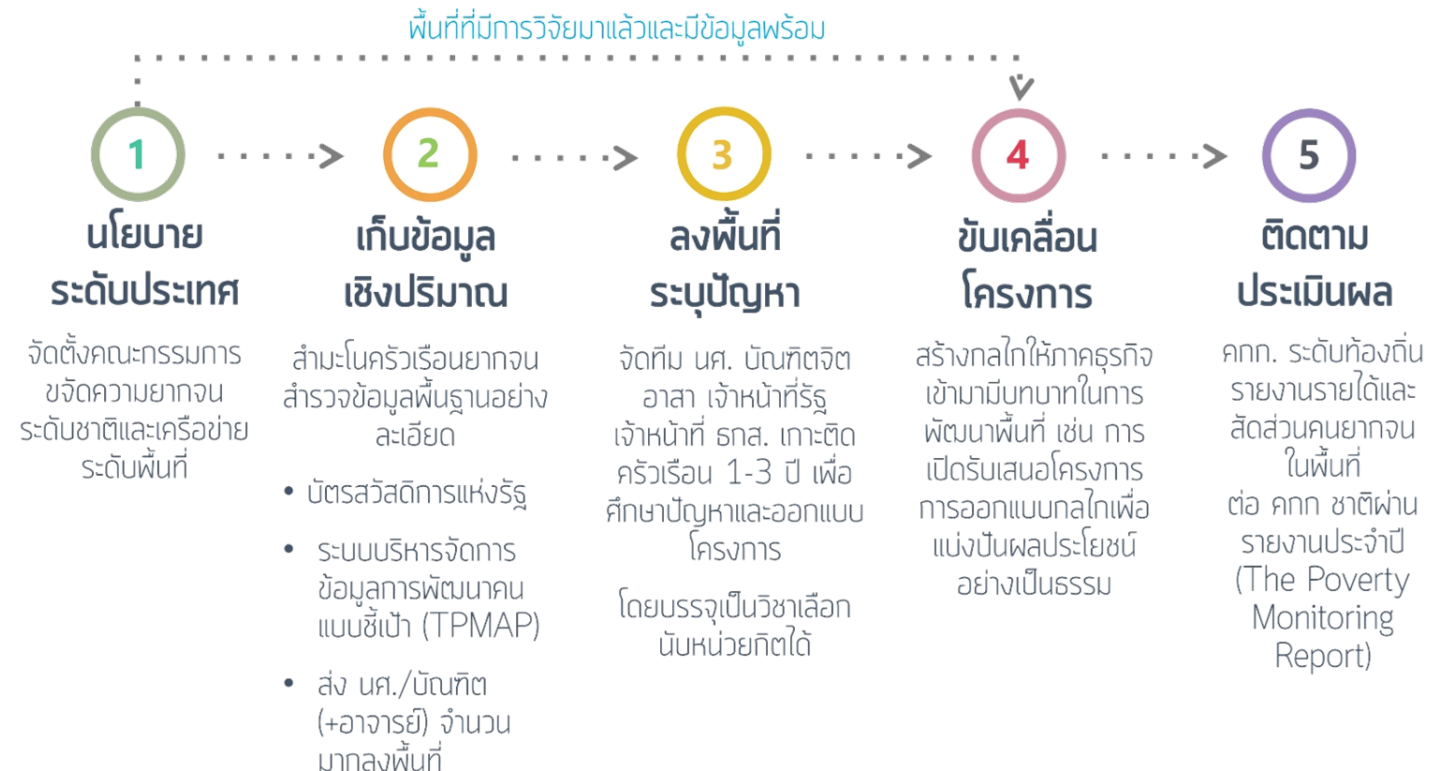 พื้นที่ที่มีการวิจัยมาแล้วและมีข้อมูลพร้อม
1
นโยบาย
ระดับประเทศ
จัดตั้งคณะกรรมการ
ขจัดความยากจน
ระดับชาติและเครือข่าย
ระดับพื้นที่
2
เก็บข้อมูล
เชิงปริมาณ
สำมะโนครัวเรือนยากจน
สำรวจข้อมูลพื้นฐานอย่าง
ละเอียด
• บัตรสวัสดิการแห่งรัฐ
• ระบบบริหารจัดการ
ข้อมูลการพัฒนาคน
แบบชี้เป้า (TPMAP)
• ส่ง นศ./บัณฑิต
(+อาจารย์) จำนวน
มากลงพื้นที่
3
ลงพื้นที่
ระบุปัญหา
จัดทีม นศ. บัณฑิตจิต
อาสา เจ้าหน้าที่รัฐ
เจ้าหน้าที่ ธกส. เกาะติด
ครัวเรือน 1-3 ปี เพื่อ
ศึกษาปัญหาและออกแบบ
โครงการ
โดยบรรจุเป็นวิชาเลือก
นับหน่วยกิตได้
4
ขับเคลื่อน
โครงการ
สร้างกลไกให้ภาคธุรกิจ
เข้ามามีบทบาทในการ
พัฒนาพื้นที่ เช่น การ
เปิดรับเสนอโครงการ
การออกแบบกลไกเพื่อ
แบ่งปันผลประโยชน์
อย่างเป็นธรรม
5
ติดตาม
ประเมินผล
คกก. ระดับท้องถิ่น
รายงานรายได้และ
สัดส่วนคนยากจน
ในพื้นที่
ต่อ คกก ชาติผ่าน
รายงานประจำปี
(The Poverty
Monitoring
Report)